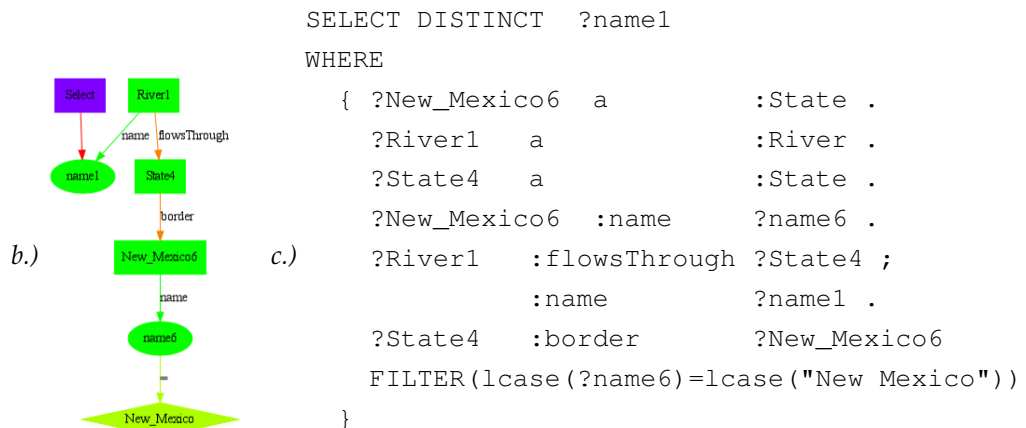 b.)
Select
River1
name
flowsThrough
name1
State4
border
New_Mexico6
name
name6
=
New_Mexico
c.)
SELECT DISTINCT ?name1
WHERE
{ ?New_Mexico6 a :State .
?River1 a :River .
?State4 a :State .
?New_Mexico6 :name ?name6 .
?River1 :flowsThrough ?State4 ;
:name ?name1 .
?State4 :border ?New_Mexico6
FILTER(lcase(?name6)=lcase("New Mexico"))
}